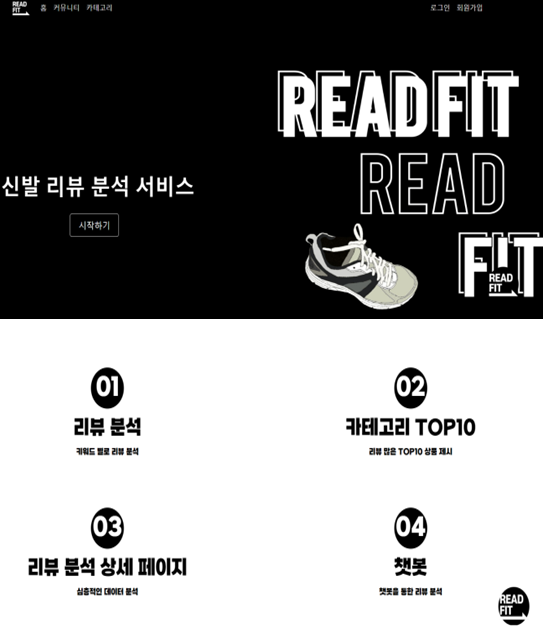 READ
FIT
홈 커뮤니티 카테고리
로그인 회원가입
READ FIT
READ
FIT
READ
FIT
신발 리뷰 분석 서비스
시작하기
01
리뷰 분석
키워드 별로 리뷰 분석
02
카테고리 TOP10
리뷰 많은 TOP10 상품 제시
03
리뷰 분석 상세 페이지
심층적인 데이터 분석
04
챗봇
챗봇을 통한 리뷰 분석
READ
FIT